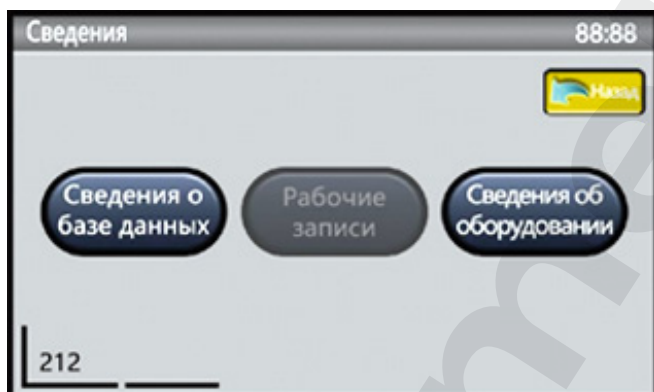 Сведения 88:88
Назад
Сведения о
базе данных
Рабочие
записи
Сведения об
оборудовании
212